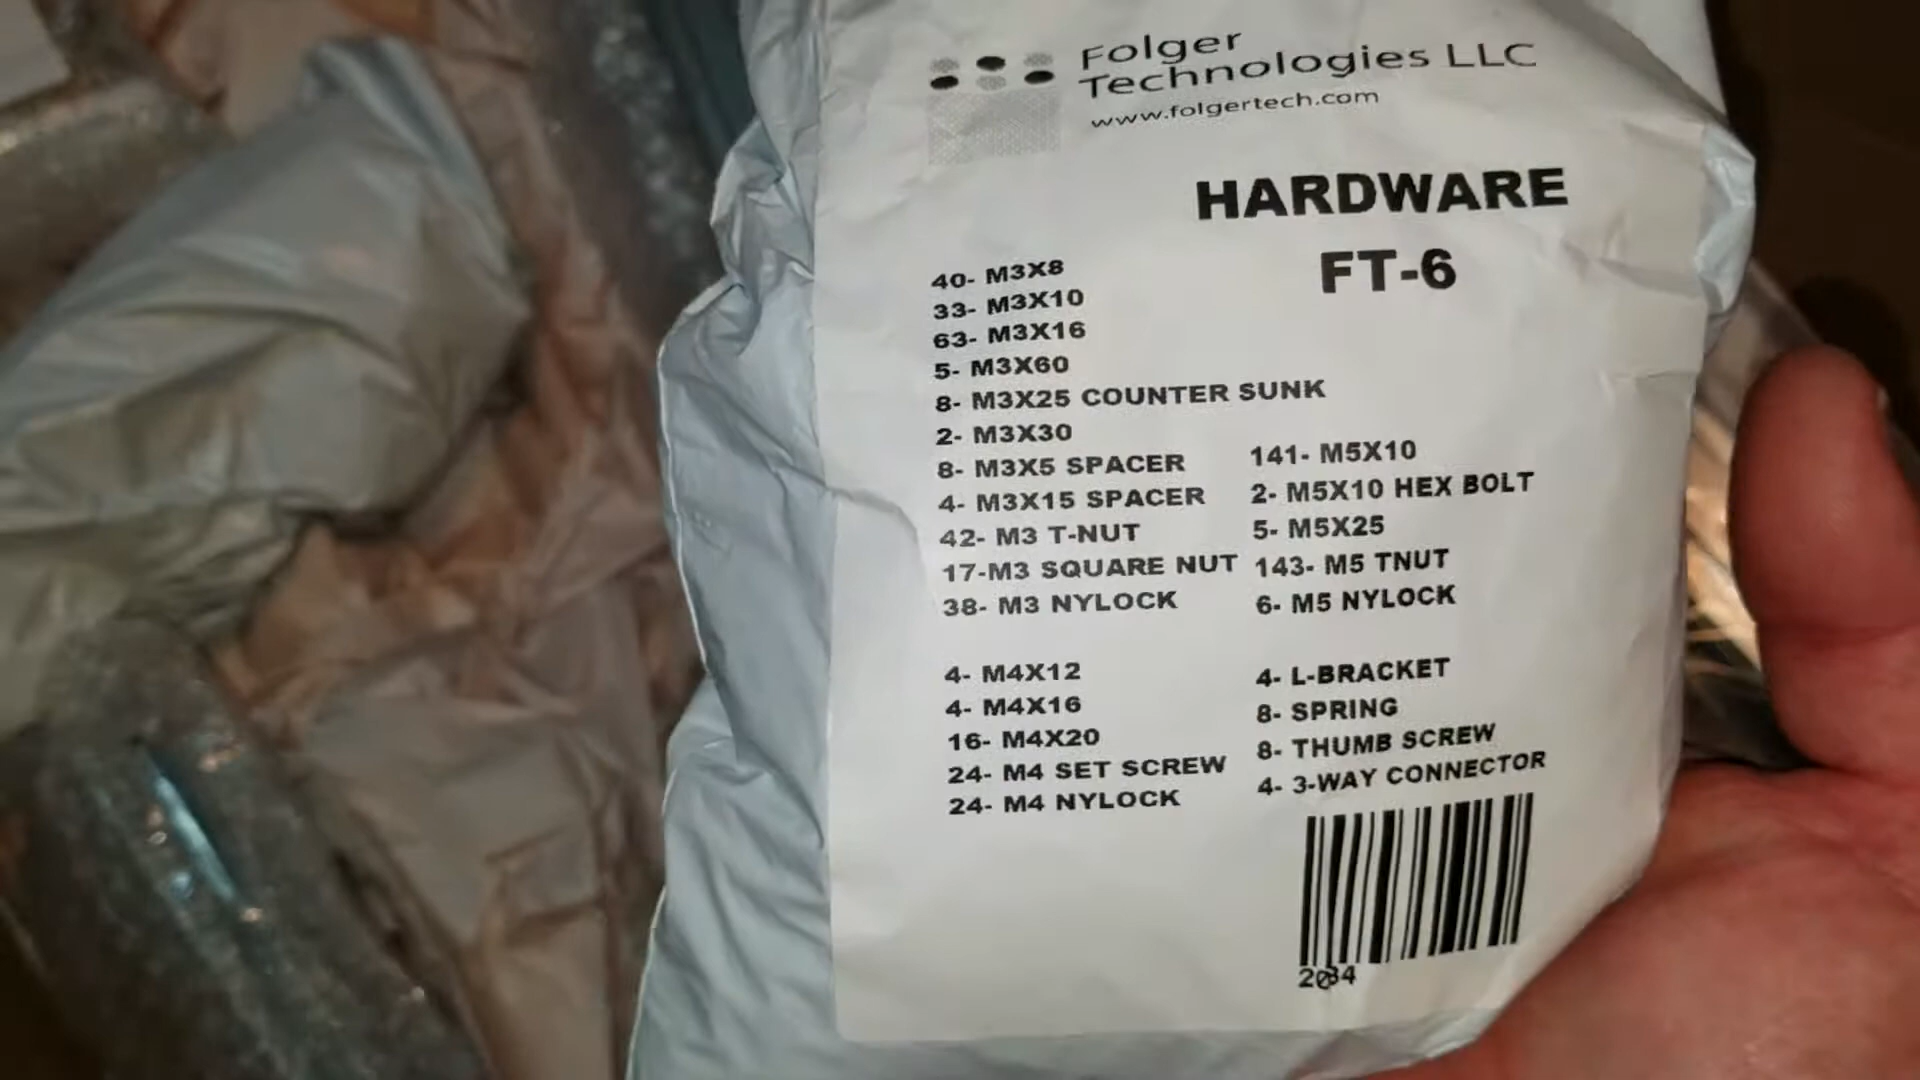 Folger
Technologies LLC
www.folgertech.com
HARDWARE
FT-6
40- M3X8
33- M3X10
63- M3X16
5- M3X60
8- M3X25 COUNTER SUNK
2- M3X30
8- M3X5 SPACER
4- M3X15 SPACER
42- M3 T-NUT
17-M3 SQUARE NUT
38- M3 NYLOCK
4- M4X12
4- M4X16
16- M4X20
24- M4 SET SCREW
24- M4 NYLOCK
141- M5X10
2- M5X10 HEX BOLT
5- M5X25
143- M5 TNUT
6- M5 NYLOCK
4- L-BRACKET
8- SPRING
8- THUMB SCREW
4- 3-WAY CONNECTOR